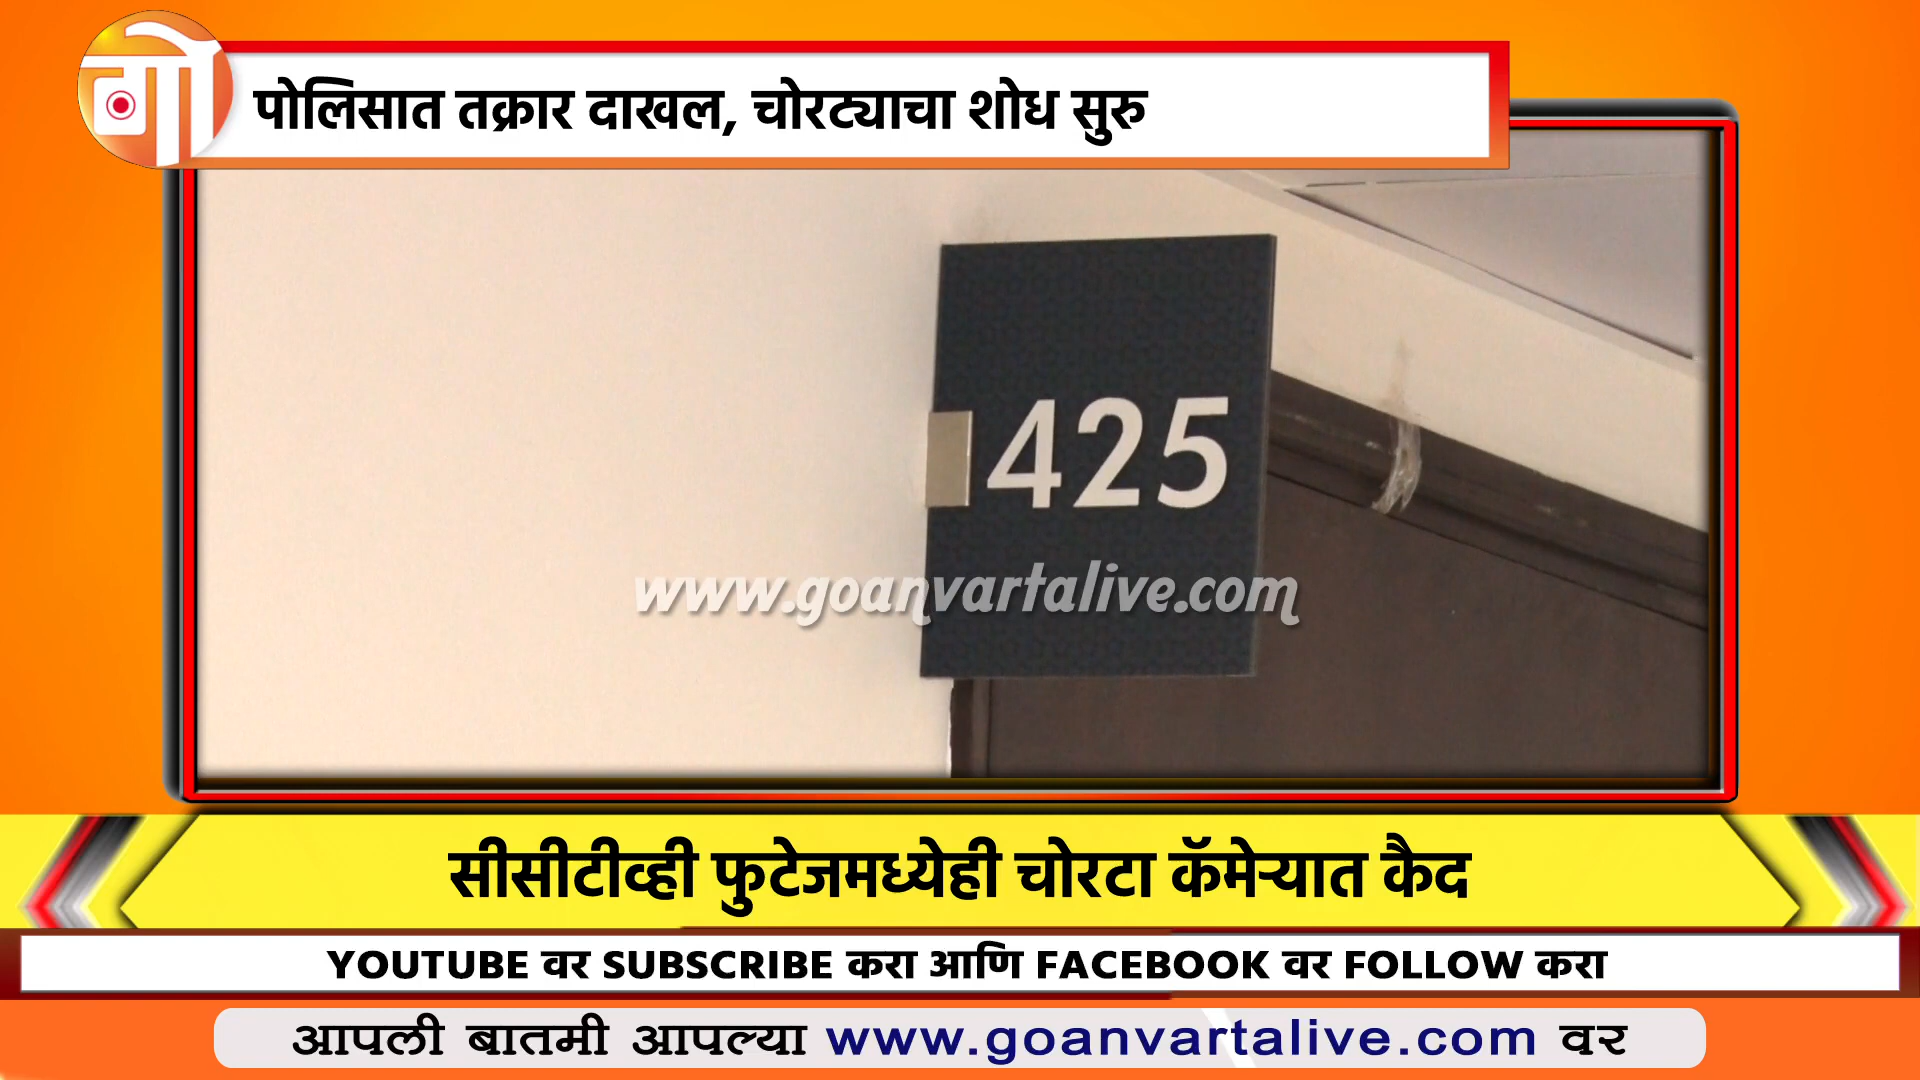 गो
पोलिसात तक्रार दाखल, चोरट्याचा शोध सुरु
425
www.goanvartalive.com
सीसीटीव्ही फुटेजमध्येही चोरटा कॅमेऱ्यात कैद
YOUTUBE वर SUBSCRIBE करा आणि FACEBOOK वर FOLLOW करा
आपली बातमी आपल्या www.goanvartalive.com वर